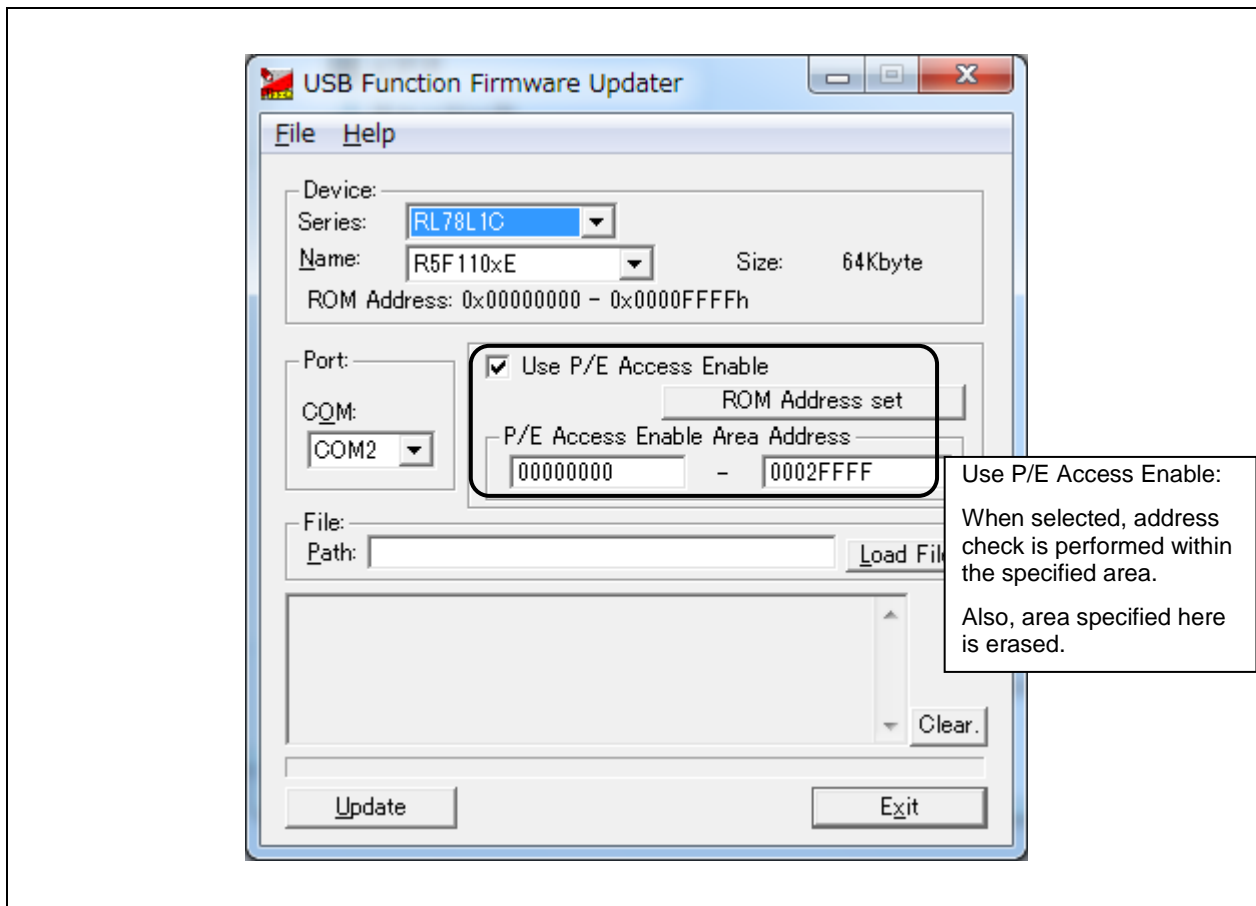 USB Function Firmware Updater
File Help
Device:
Series: RL78L1C
Name: R5F110xE Size: 64Kbyte
ROM Address: 0x00000000 - 0x0000FFFFh
Port:
COM:
COM2
Use P/E Access Enable
ROM Address set
P/E Access Enable Area Address
00000000 - 0002FFFF
File:
Path: Load File
Clear.
Update Exit
Use P/E Access Enable:
When selected, address
check is performed within
the specified area.
Also, area specified here
is erased.